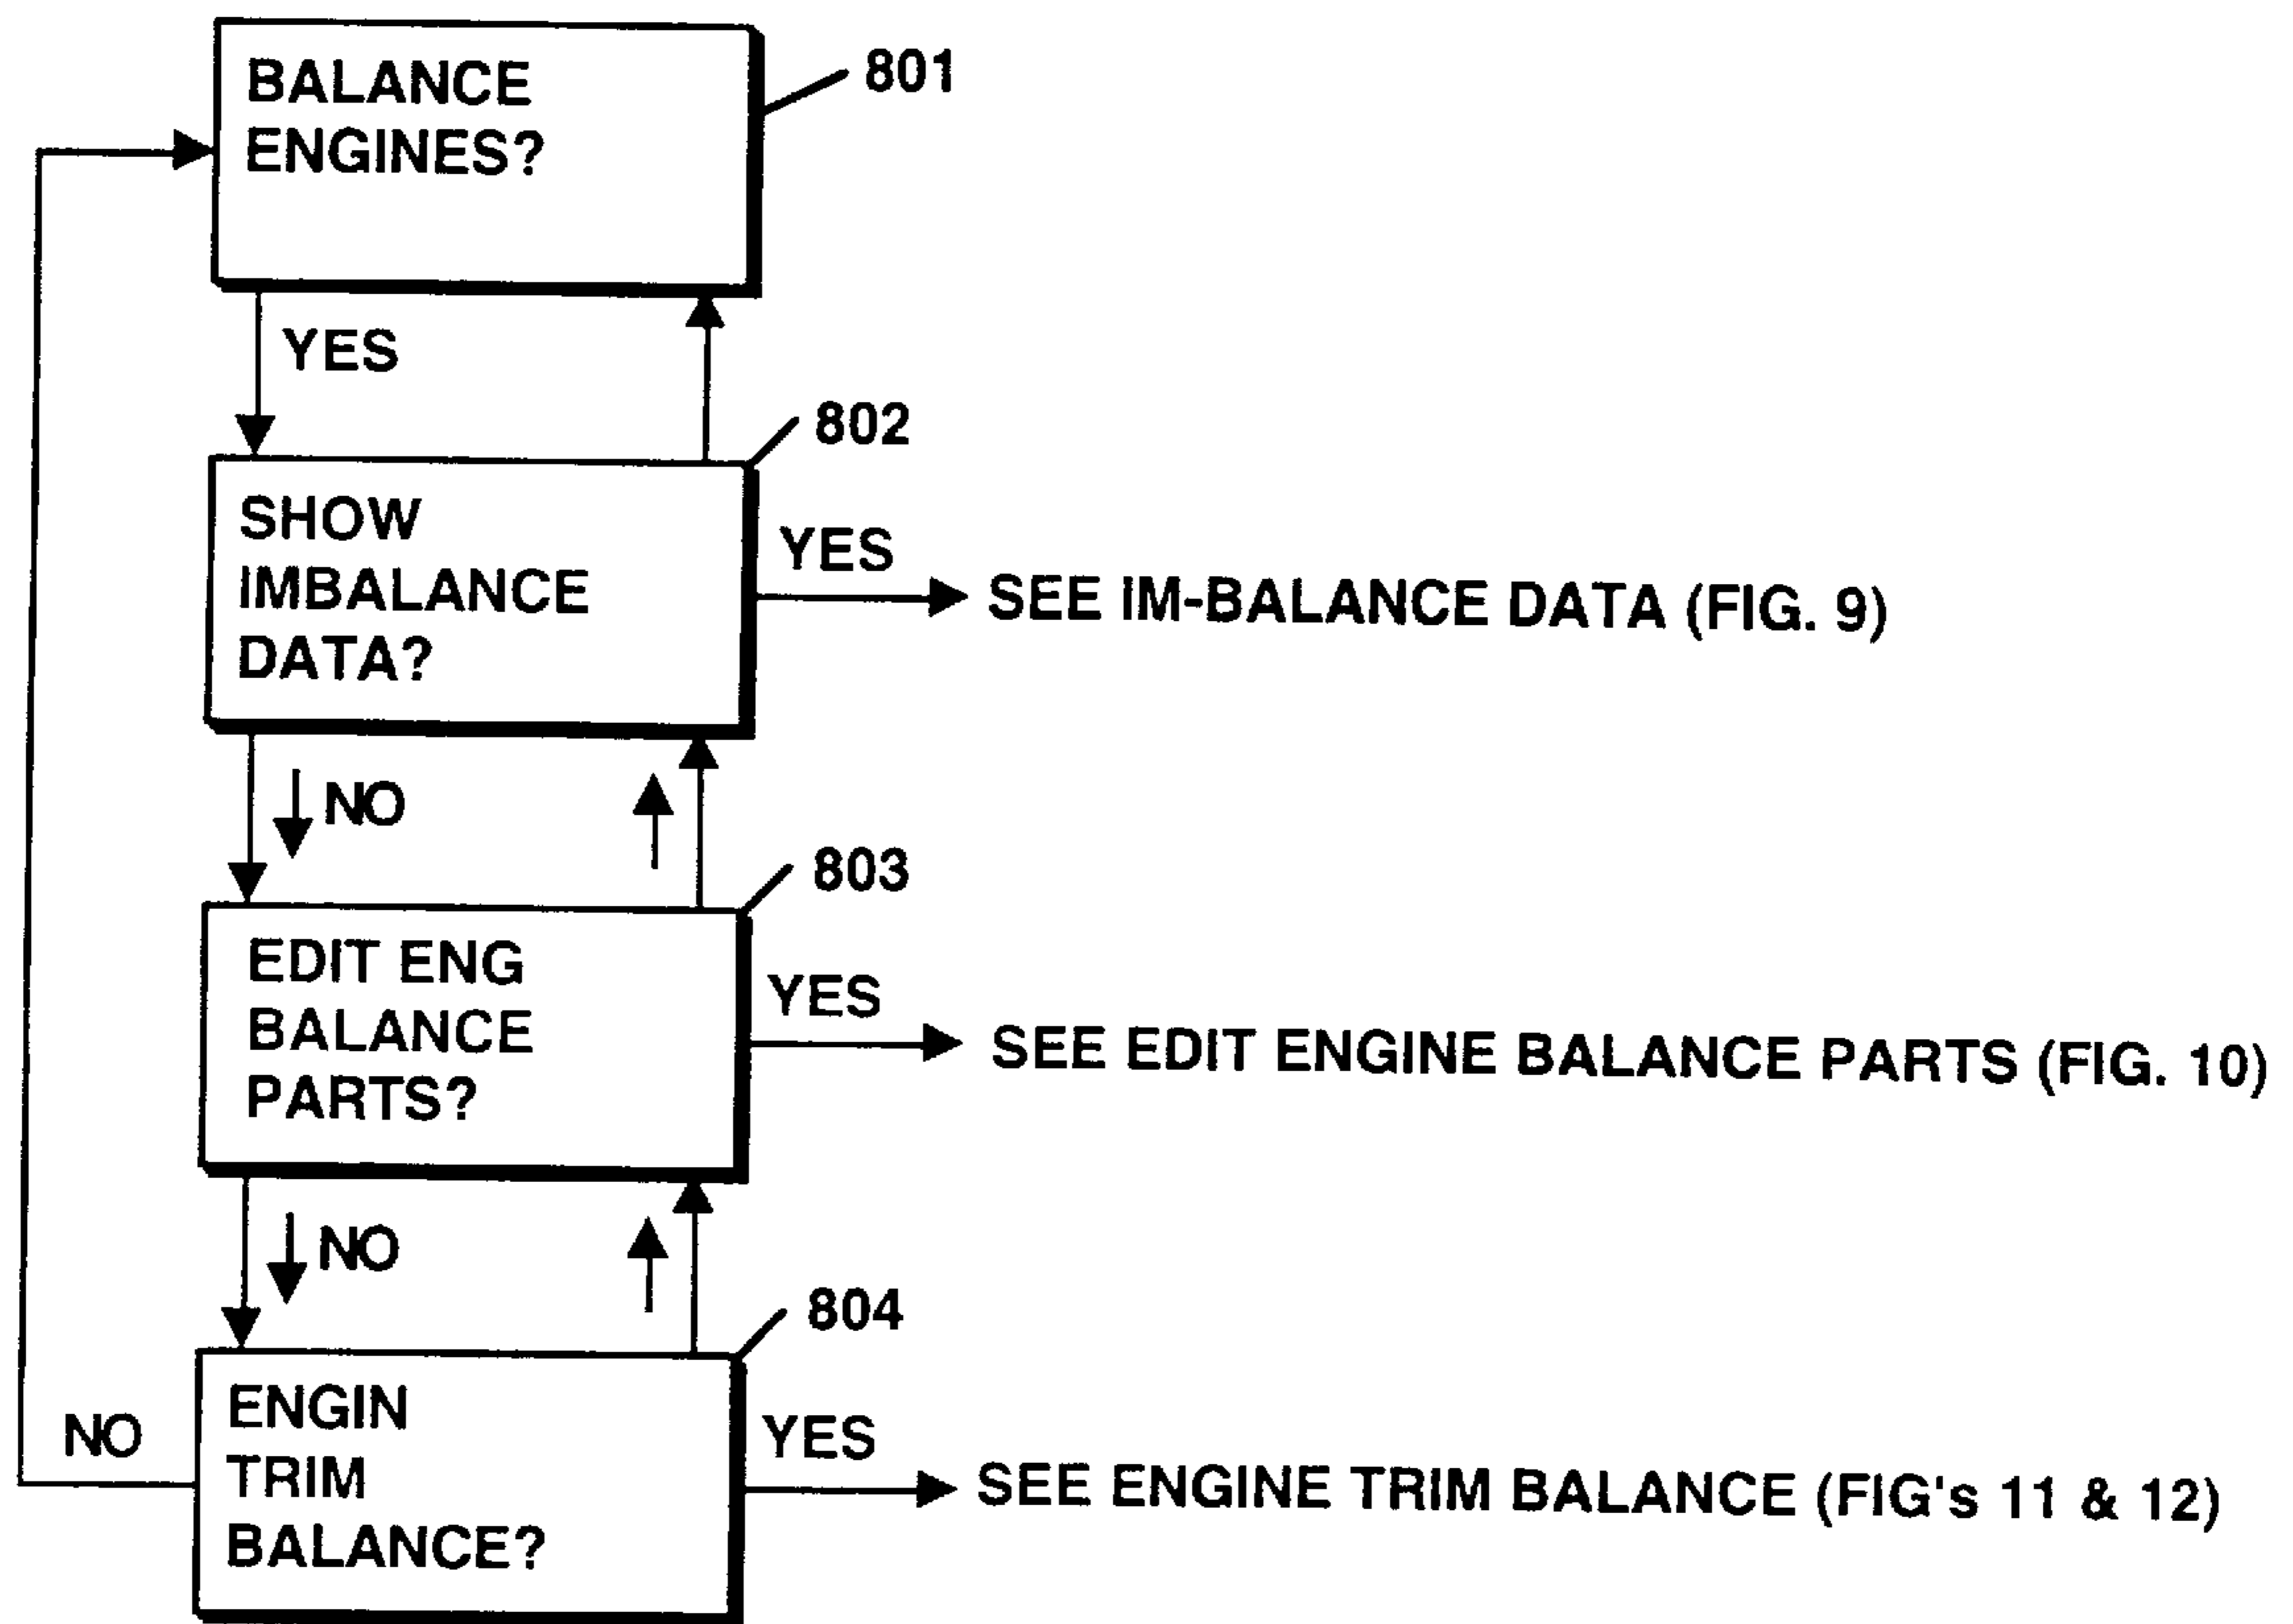 BALANCE
ENGINES?
801
YES
802
SHOW
IMBALANCE
DATA?
YES
SEE IM-BALANCE DATA (FIG. 9)
NO
803
EDIT ENG
BALANCE
PARTS?
YES
SEE EDIT ENGINE BALANCE PARTS (FIG. 10)
NO
804
ENGIN
TRIM
BALANCE?
NO
YES
SEE ENGINE TRIM BALANCE (FIG's 11 & 12)